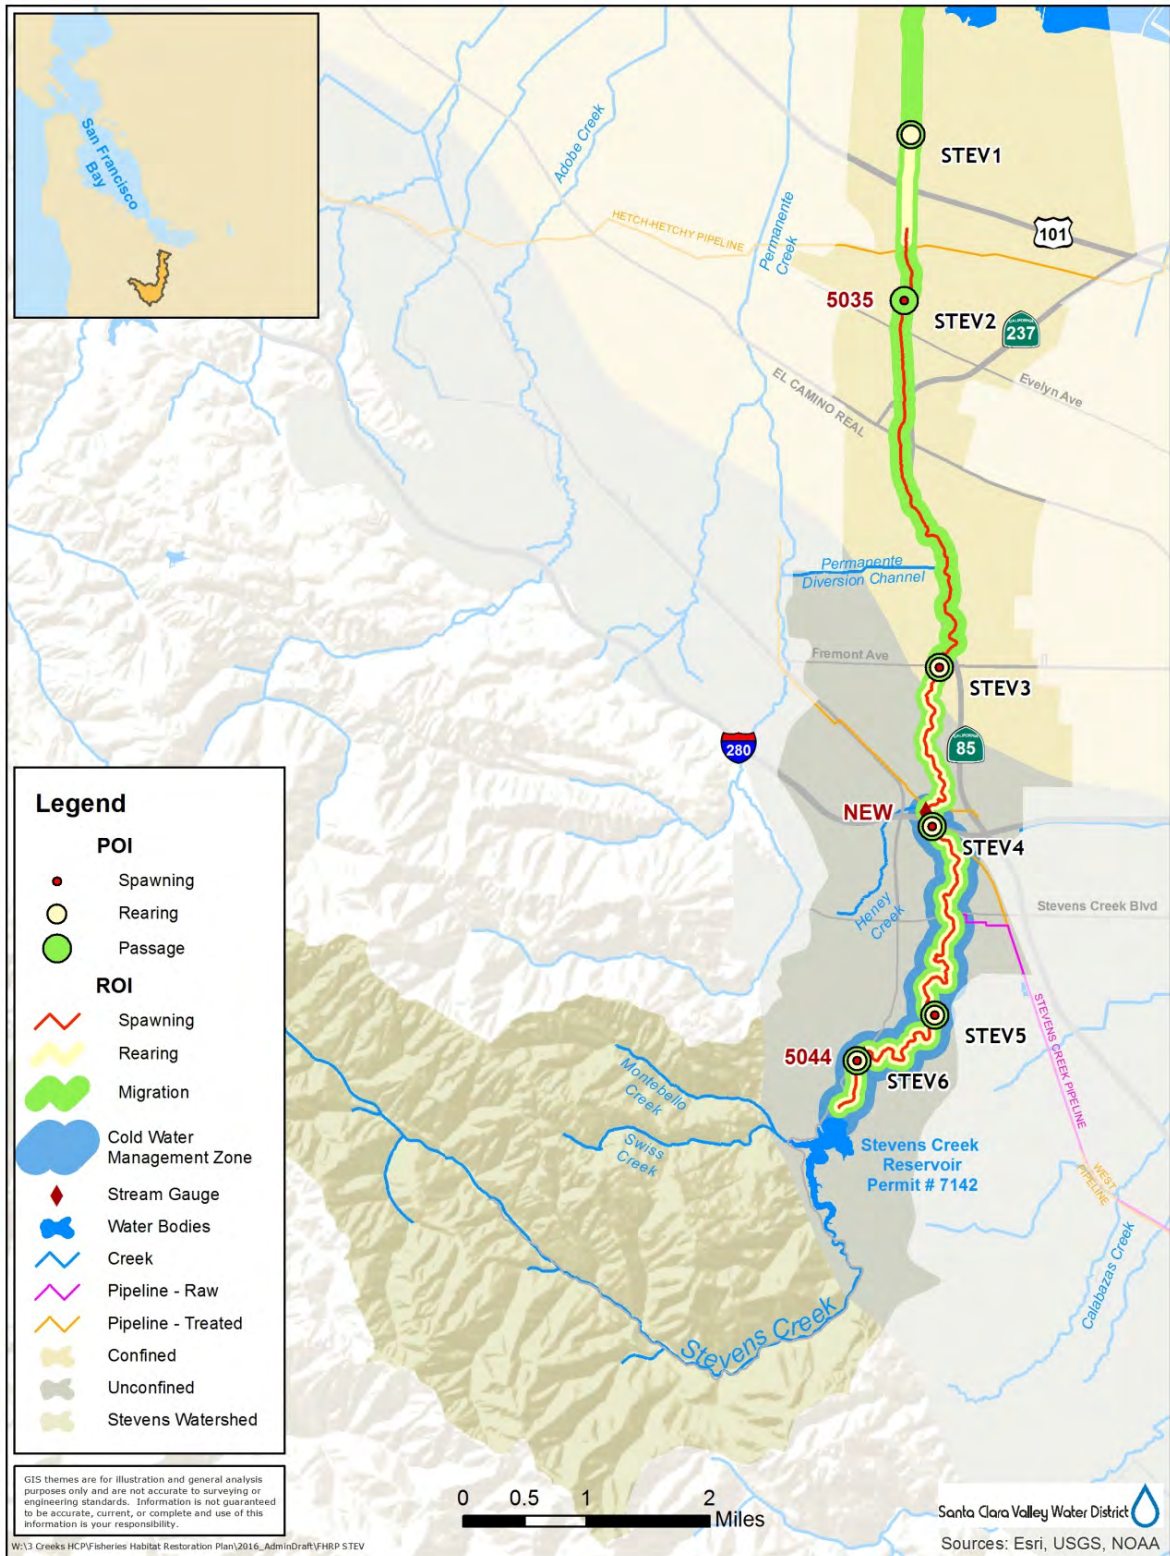 San Francisco
Bay
Adobe Creek
Permanente
Creek
HETCH-HETCHY PIPELINE
STEV1
101
5035
STEV2
CALIFORNIA
237
Evelyn Ave
EL CAMINO REAL
Permanente
Diversion Channel
Fremont Ave
STEV3
280
CALIFORNIA
85
NEW
STEV4
Heney
Creek
Stevens Creek Blvd
STEVENS CREEK PIPELINE
STEV5
5044
STEV6
Montebello
Creek
Swiss
Creek
Stevens Creek
Reservoir
Permit # 7142
WEST
PIPELINE
Calabazas Creek
Stevens Creek
Legend
POI
Spawning
Rearing
Passage
ROI
Spawning
Rearing
Migration
Cold Water
Management Zone
Stream Gauge
Water Bodies
Creek
Pipeline - Raw
Pipeline - Treated
Confined
Unconfined
Stevens Watershed
GIS themes are for illustration and general analysis
purposes only and are not accurate to surveying or
engineering standards. Information is not guaranteed
to be accurate, current, or complete and use of this
information is your responsibility.
0 0.5 1 2
Miles
Santa Clara Valley Water District
Sources: Esri, USGS, NOAA
W:\3 Creeks HCP\Fisheries Habitat Restoration Plan\2016_AdminDraft\FHRP STEV